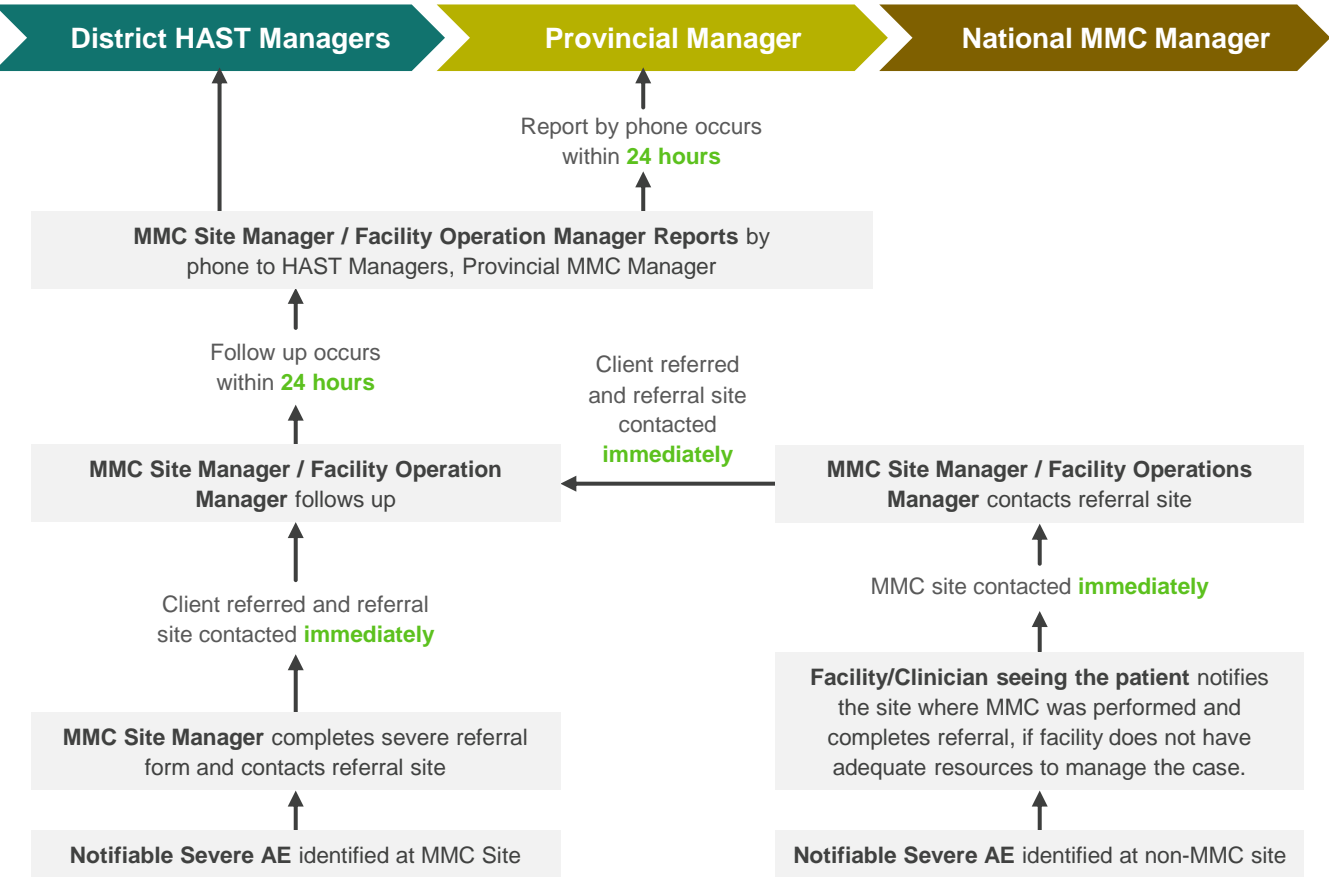 District HAST Managers
Provincial Manager
National MMC Manager
Report by phone occurs
within 24 hours
MMC Site Manager / Facility Operation Manager Reports by
phone to HAST Managers, Provincial MMC Manager
Follow up occurs
within 24 hours
Client referred
and referral site
contacted
immediately
MMC Site Manager / Facility Operation
Manager follows up
MMC Site Manager / Facility Operations
Manager contacts referral site
Client referred and referral
site contacted immediately
MMC site contacted immediately
MMC Site Manager completes severe referral
form and contacts referral site
Facility/Clinician seeing the patient notifies
the site where MMC was performed and
completes referral, if facility does not have
adequate resources to manage the case.
Notifiable Severe AE identified at MMC Site
Notifiable Severe AE identified at non-MMC site